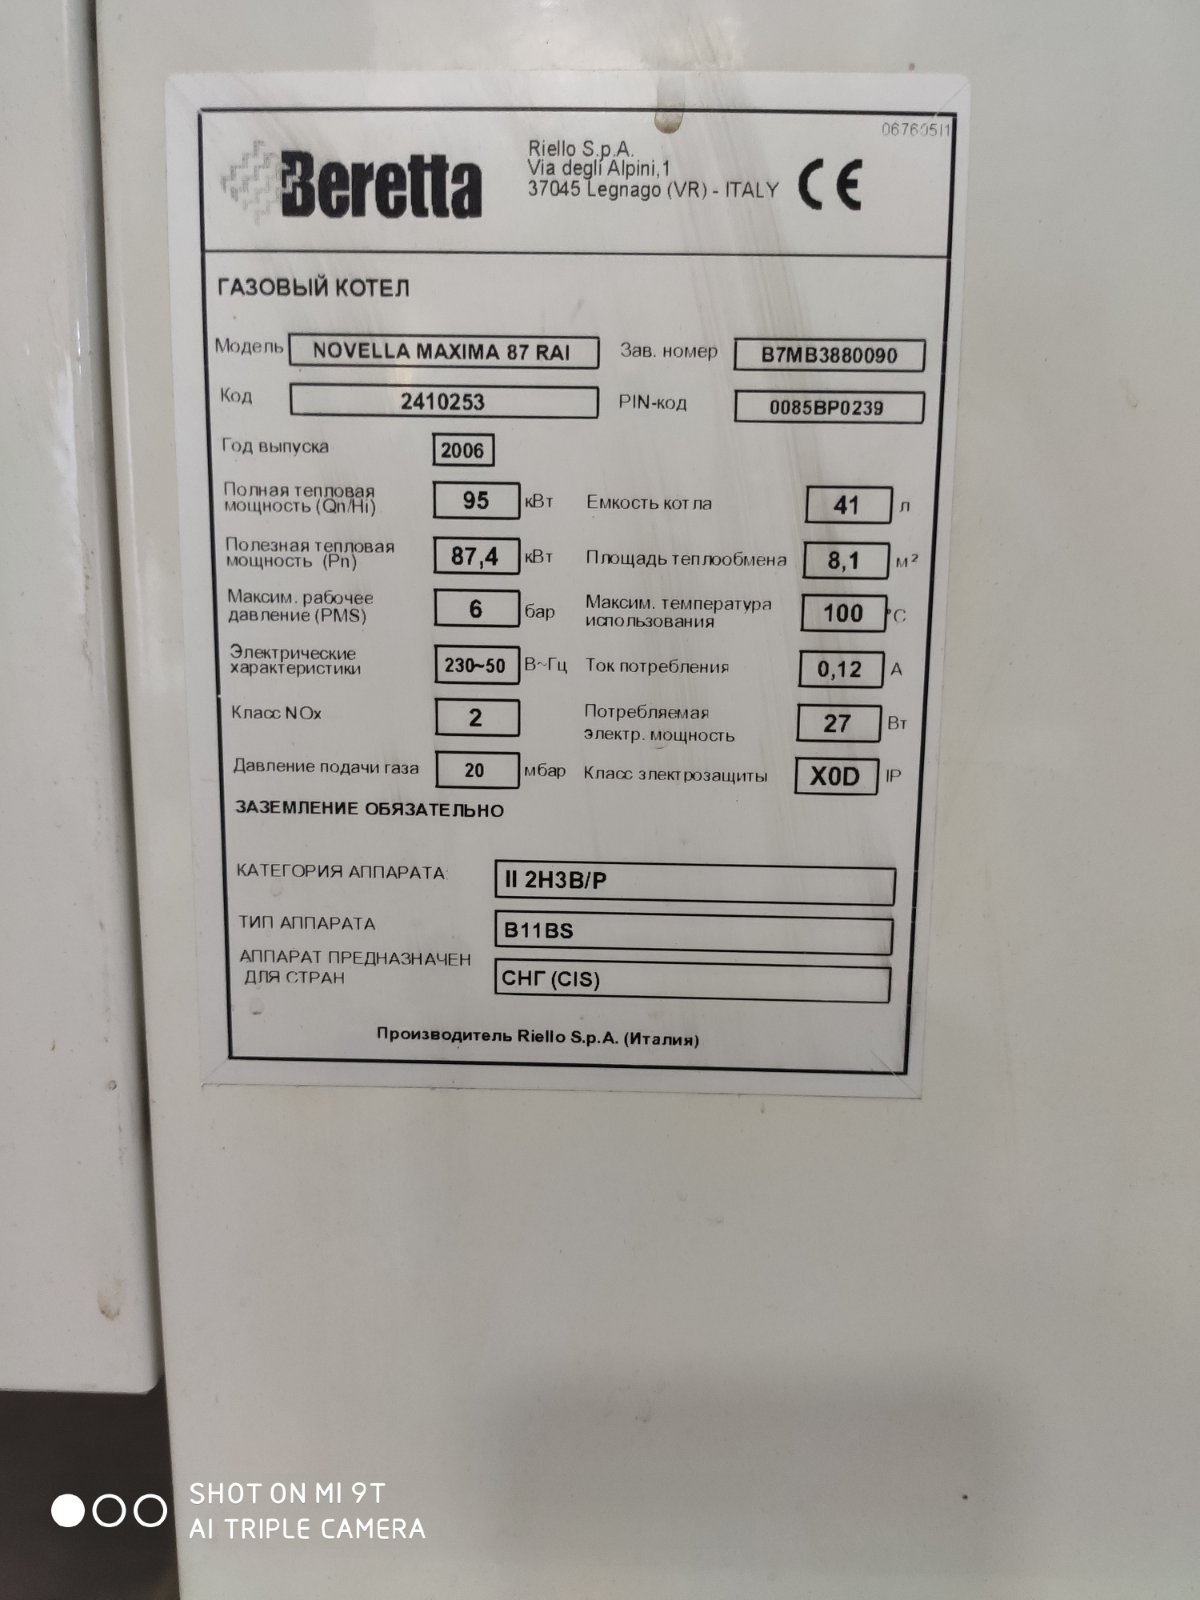 067605I1
Beretta
Riello S.p.A.
Via degli Alpini,1
37045 Legnago (VR) - ITALY
CE
ГАЗОВЫЙ КОТЕЛ
Модель NOVELLA MAXIMA 87 RAI Зав. номер B7MB3880090
Код 2410253 PIN-код 0085BP0239
Год выпуска 2006
Полная тепловая
мощность (Qn/Hi) 95 кВт Емкость котла 41 л
Полезная тепловая
мощность (Pn) 87,4 кВт Площадь теплообмена 8,1 м²
Максим. рабочее
давление (PMS) 6 бар Максим. температура
использования 100 °С
Электрические
характеристики 230~50 В~Гц Ток потребления 0,12 А
Класс NOx 2 Потребляемая
электр. мощность 27 Вт
Давление подачи газа 20 мбар Класс электрозащиты X0D IP
ЗАЗЕМЛЕНИЕ ОБЯЗАТЕЛЬНО
КАТЕГОРИЯ АППАРАТА: II 2H3B/P
ТИП АППАРАТА B11BS
АППАРАТ ПРЕДНАЗНАЧЕН
ДЛЯ СТРАН СНГ (CIS)
Производитель Riello S.p.A. (Италия)
SHOT ON MI 9T
AI TRIPLE CAMERA